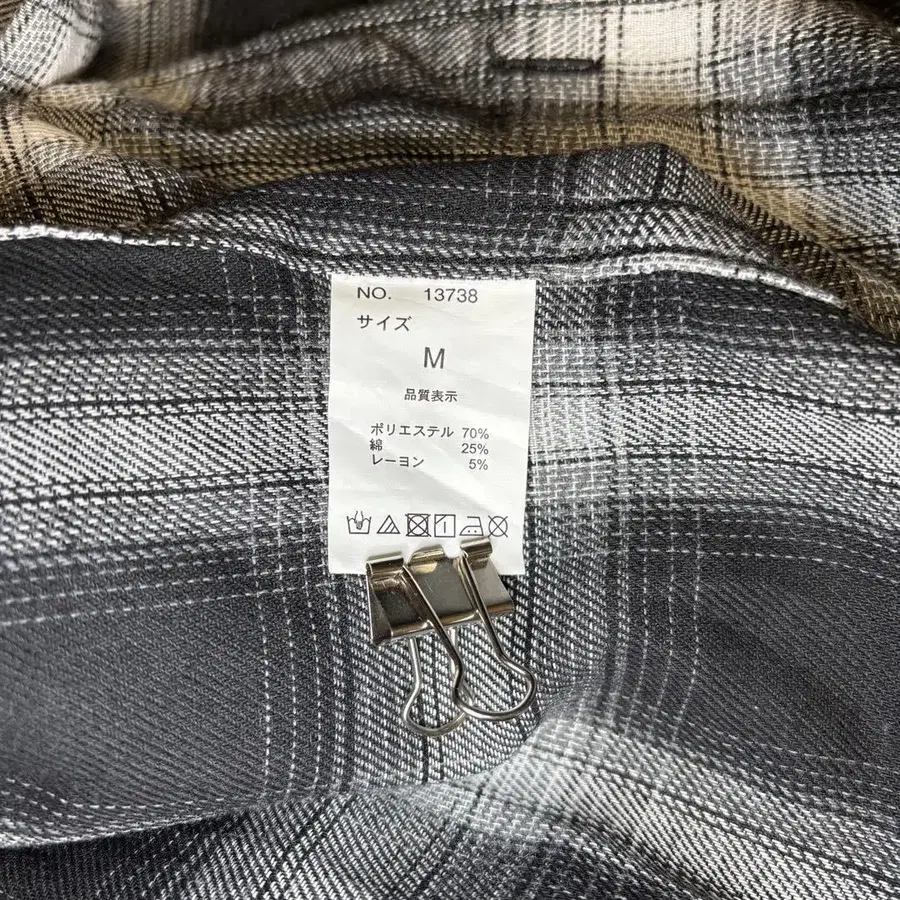 NO. 13738
サイズ
M
品質表示
ポリエステル 70%
綿 25%
レーヨン 5%